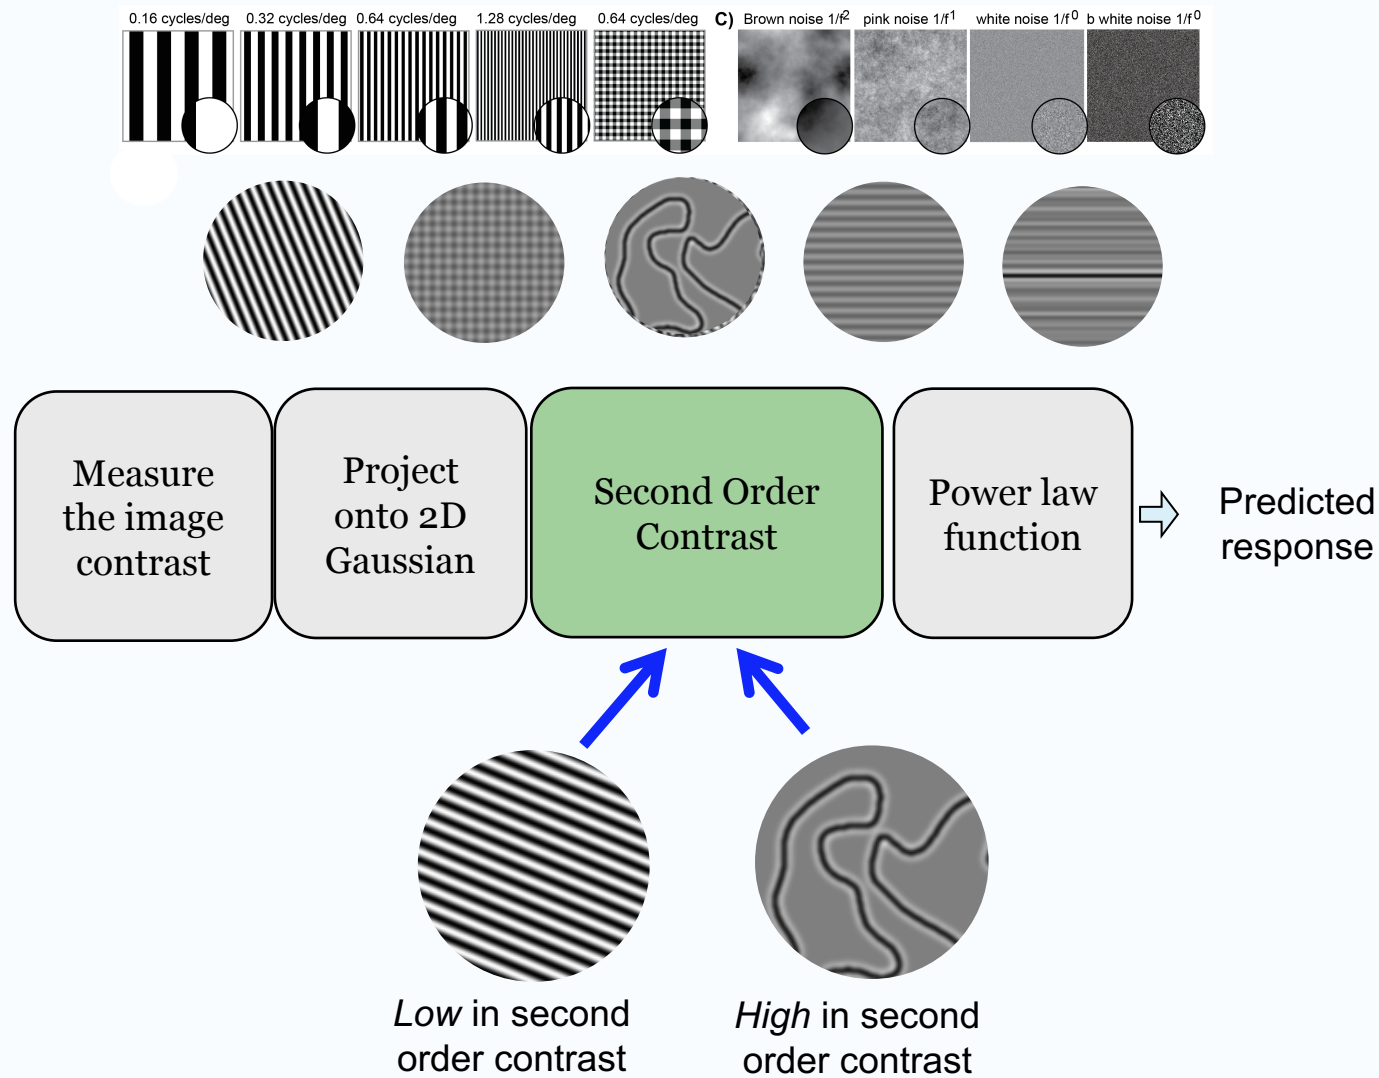 0.16 cycles/deg 0.32 cycles/deg 0.64 cycles/deg 1.28 cycles/deg 0.64 cycles/deg C) Brown noise 1/f² pink noise 1/f¹ white noise 1/f⁰ b white noise 1/f⁰
Measure
the image
contrast
Project
onto 2D
Gaussian
Second Order
Contrast
Power law
function
Predicted
response
Low in second
order contrast
High in second
order contrast